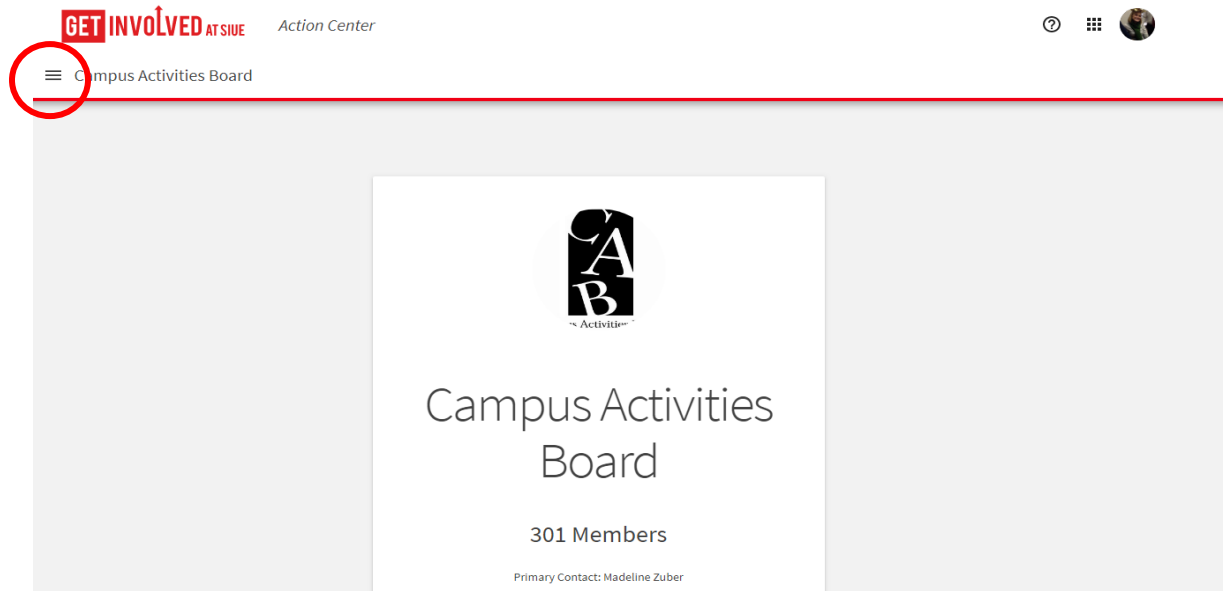 GET INVOLVED AT SIUE
Action Center
Campus Activities Board
CAB
Activities
Campus Activities
Board
301 Members
Primary Contact: Madeline Zuber